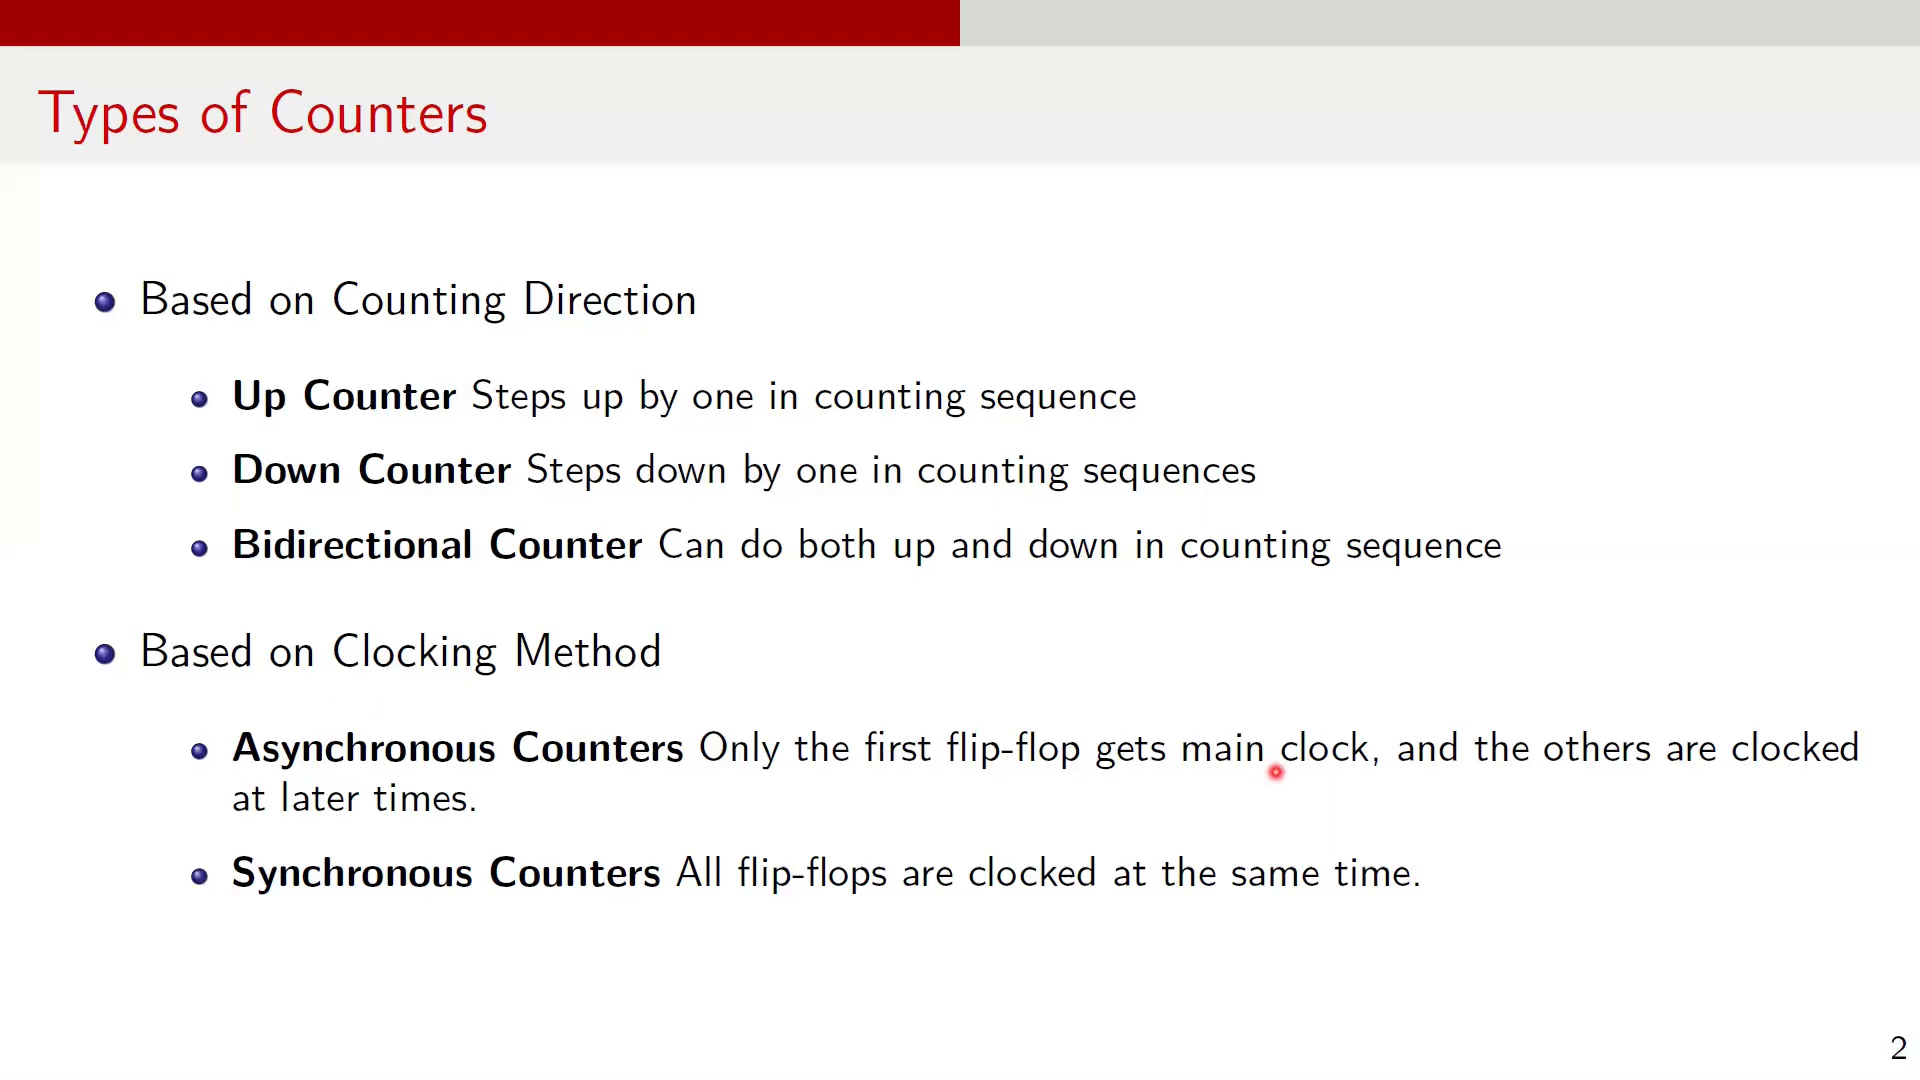 Types of Counters
Based on Counting Direction
Up Counter Steps up by one in counting sequence
Down Counter Steps down by one in counting sequences
Bidirectional Counter Can do both up and down in counting sequence
Based on Clocking Method
Asynchronous Counters Only the first flip-flop gets main clock, and the others are clocked
at later times.
Synchronous Counters All flip-flops are clocked at the same time.
2